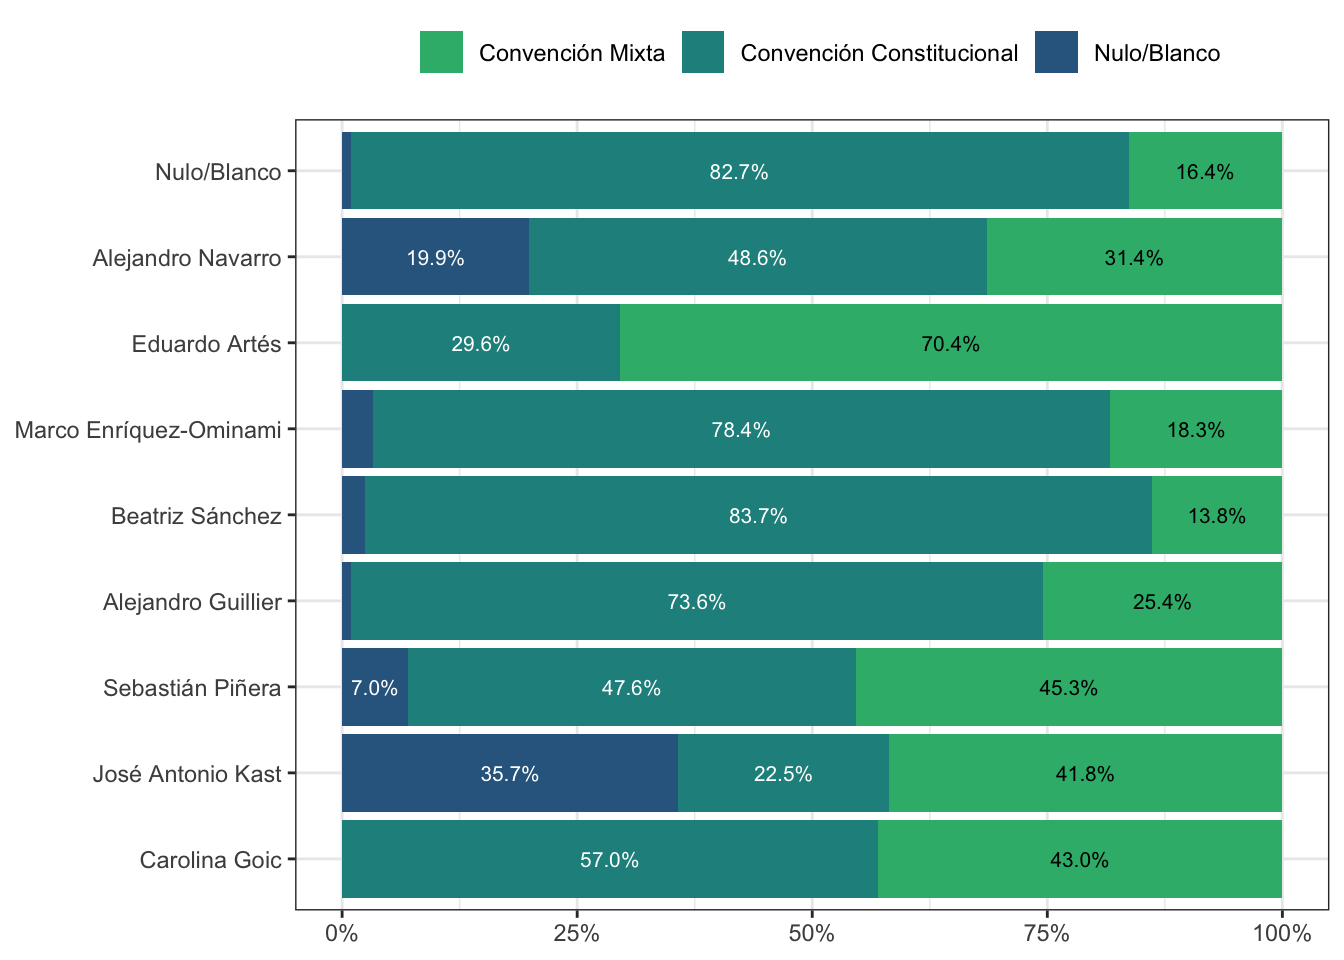 Convención Mixta Convención Constitucional Nulo/Blanco
Nulo/Blanco 82.7% 16.4%
Alejandro Navarro 19.9% 48.6% 31.4%
Eduardo Artés 29.6% 70.4%
Marco Enríquez-Ominami 78.4% 18.3%
Beatriz Sánchez 83.7% 13.8%
Alejandro Guillier 73.6% 25.4%
Sebastián Piñera 7.0% 47.6% 45.3%
José Antonio Kast 35.7% 22.5% 41.8%
Carolina Goic 57.0% 43.0%
0% 25% 50% 75% 100%